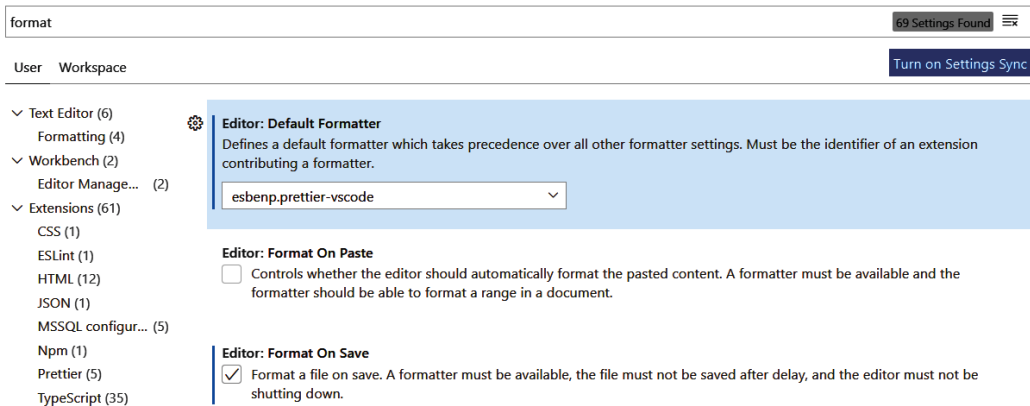 format
69 Settings Found
User Workspace
Turn on Settings Sync
Text Editor (6)
Formatting (4)
Workbench (2)
Editor Manage... (2)
Extensions (61)
CSS (1)
ESLint (1)
HTML (12)
JSON (1)
MSSQL configur... (5)
Npm (1)
Prettier (5)
TypeScript (35)
Editor: Default Formatter
Defines a default formatter which takes precedence over all other formatter settings. Must be the identifier of an extension
contributing a formatter.
esbenp.prettier-vscode
Editor: Format On Paste
Controls whether the editor should automatically format the pasted content. A formatter must be available and the
formatter should be able to format a range in a document.
Editor: Format On Save
Format a file on save. A formatter must be available, the file must not be saved after delay, and the editor must not be
shutting down.